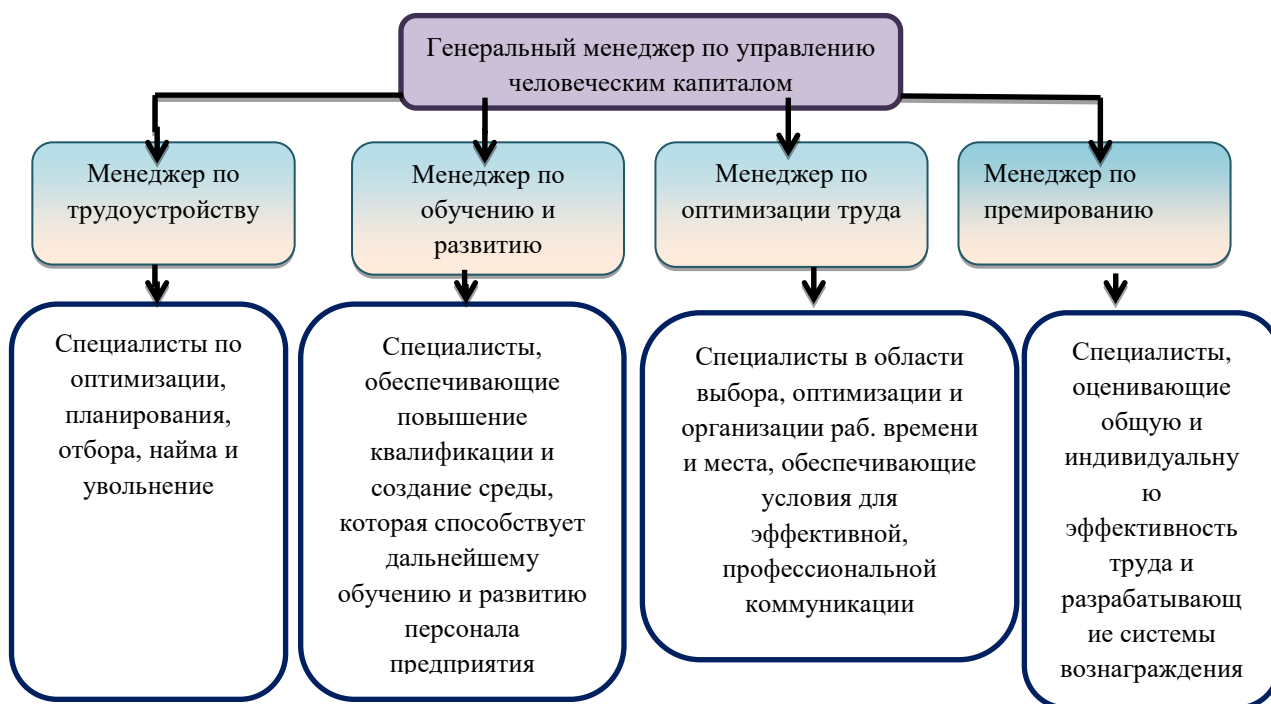 Генеральный менеджер по управлению
человеческим капиталом
Менеджер по
трудоустройству
Менеджер по
обучению и
развитию
Менеджер по
оптимизации труда
Менеджер по
премированию
Специалисты по
оптимизации,
планирования,
отбора, найма и
увольнение
Специалисты,
обеспечивающие
повышение
квалификации и
создание среды,
которая способствует
дальнейшему
обучению и развитию
персонала
предприятия
Специалисты в области
выбора, оптимизации и
организации раб. времени
и места, обеспечивающие
условия для
эффективной,
профессиональной
коммуникации
Специалисты,
оценивающие
общую и
индивидуальну
ю
эффективность
труда и
разрабатывающ
ие системы
вознаграждения